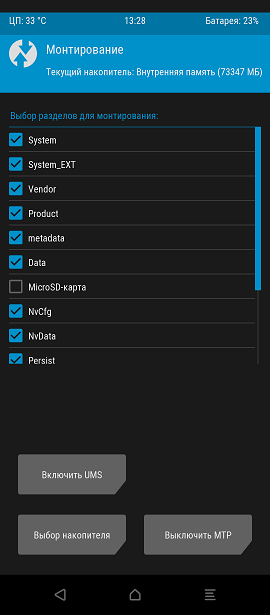 ЦП: 33 °C 13:28 Батарея: 23%
Монтирование
Текущий накопитель: Внутренняя память (73347 МБ)
Выбор разделов для монтирования:
System
System_EXT
Vendor
Product
metadata
Data
MicroSD-карта
NvCfg
NvData
Persist
Включить UMS
Выбор накопителя Выключить MTP